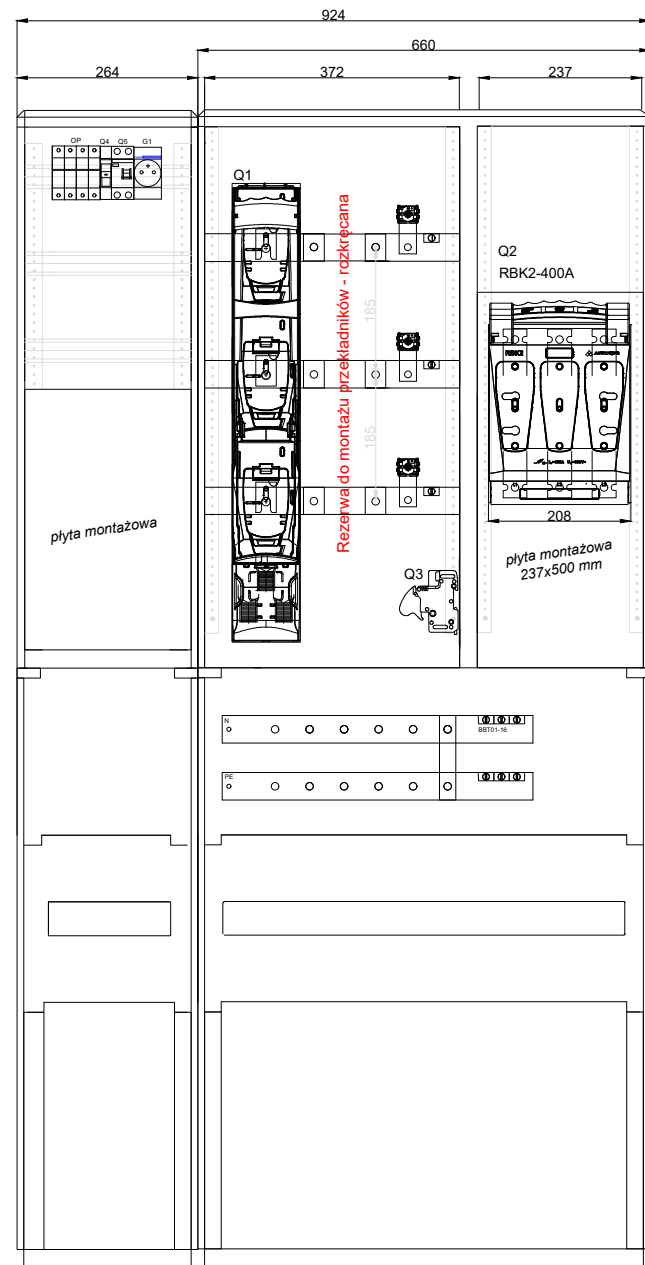 924
660
264
372
237
OP
Q4
Q5
G1
Q1
Rezerwa do montażu przekładników - rozkręcana
185
185
Q2
RBK2-400A
RBK2
208
płyta montażowa
237x500 mm
płyta montażowa
Q3
N
BBT01-16
PE